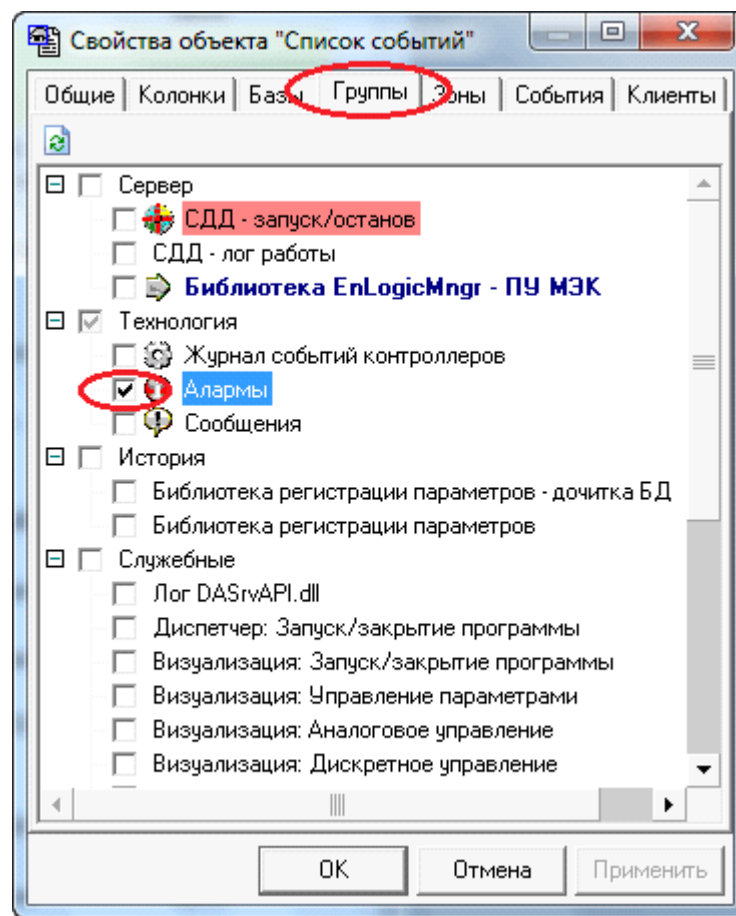 Свойства объекта "Список событий"
Общие Колонки Базы Группы Зоны События Клиенты
Сервер
СДД - запуск/останов
СДД - лог работы
Библиотека EnLogicMngr - ПУ МЭК
Технология
Журнал событий контроллеров
Алармы
Сообщения
История
Библиотека регистрации параметров - дочитка БД
Библиотека регистрации параметров
Служебные
Лог DASrvAPI.dll
Диспетчер: Запуск/закрытие программы
Визуализация: Запуск/закрытие программы
Визуализация: Управление параметрами
Визуализация: Аналоговое управление
Визуализация: Дискретное управление
OK Отмена Применить